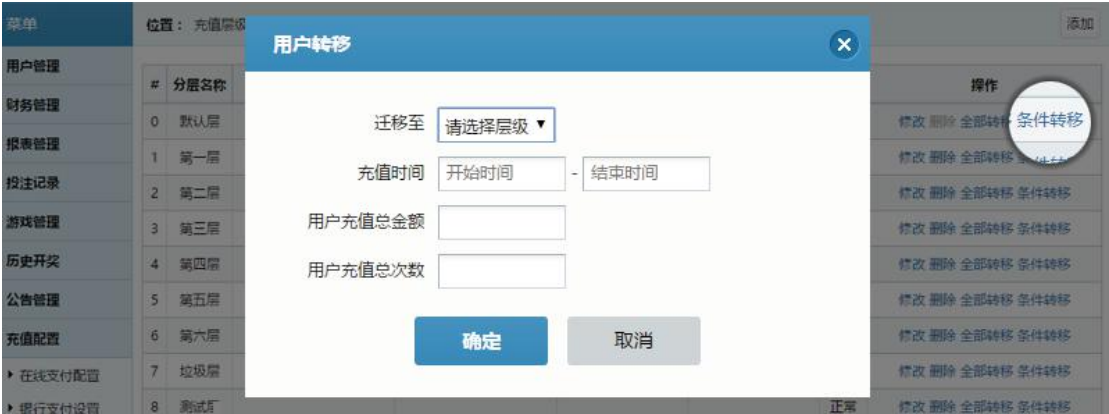 菜单
位置： 充值层级
添加
用户转移
用户管理
财务管理
报表管理
投注记录
游戏管理
历史开奖
公告管理
充值配置
在线支付配置
银行支付设置
# 分层名称 操作
0 默认层 修改 删除 全部转移 条件转移
1 第一层 修改 删除 全部转移 条件转移
2 第二层 修改 删除 全部转移 条件转移
3 第三层 修改 删除 全部转移 条件转移
4 第四层 修改 删除 全部转移 条件转移
5 第五层 修改 删除 全部转移 条件转移
6 第六层 修改 删除 全部转移 条件转移
7 垃圾层 修改 删除 全部转移 条件转移
8 测试 正常 修改 删除 全部转移 条件转移
迁移至 请选择层级
充值时间 开始时间 - 结束时间
用户充值总金额
用户充值总次数
确定 取消